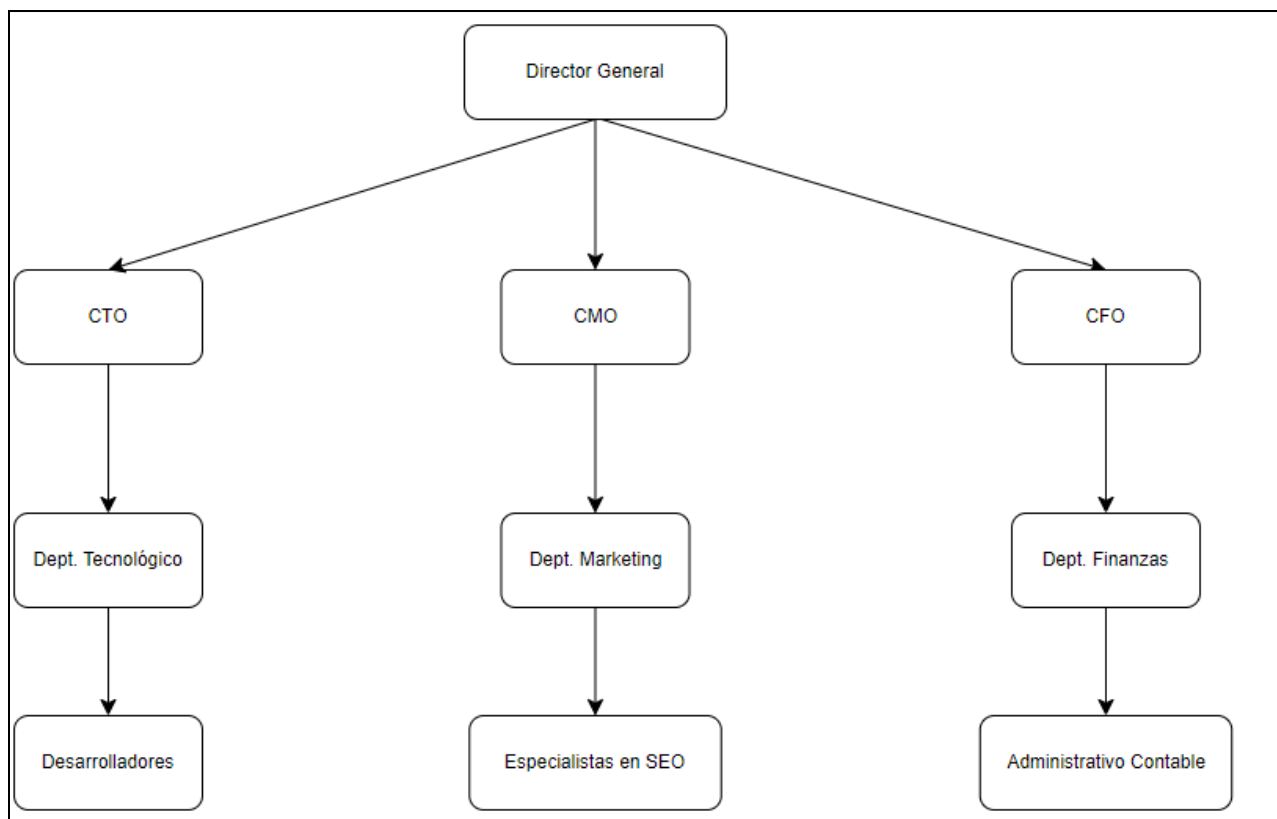 Director General
CTO
CMO
CFO
Dept. Tecnológico
Dept. Marketing
Dept. Finanzas
Desarrolladores
Especialistas en SEO
Administrativo Contable